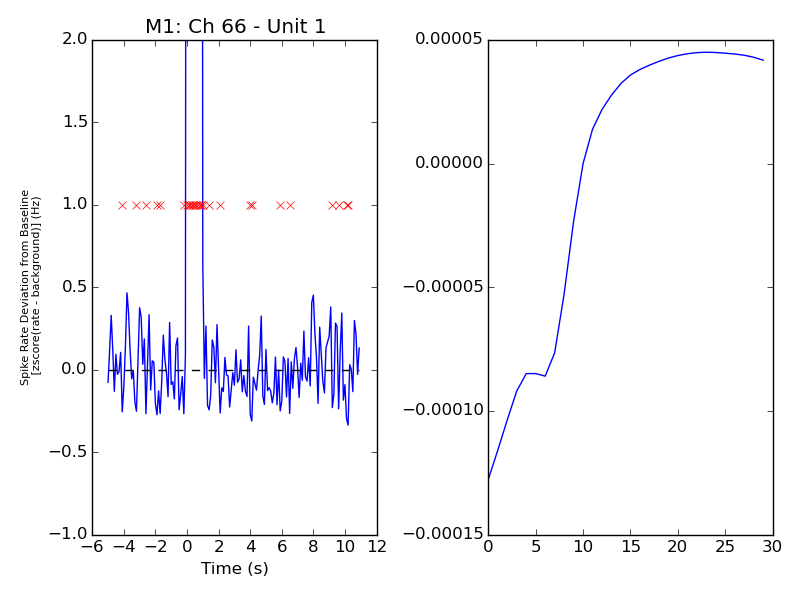 M1: Ch 66 - Unit 1
Spike Rate Deviation from Baseline
[zscore(rate - background)] (Hz)
2.0
1.5
1.0
0.5
0.0
−0.5
−1.0
−6 −4 −2 0 2 4 6 8 10 12
Time (s)
0.00005
0.00000
−0.00005
−0.00010
−0.00015
0 5 10 15 20 25 30